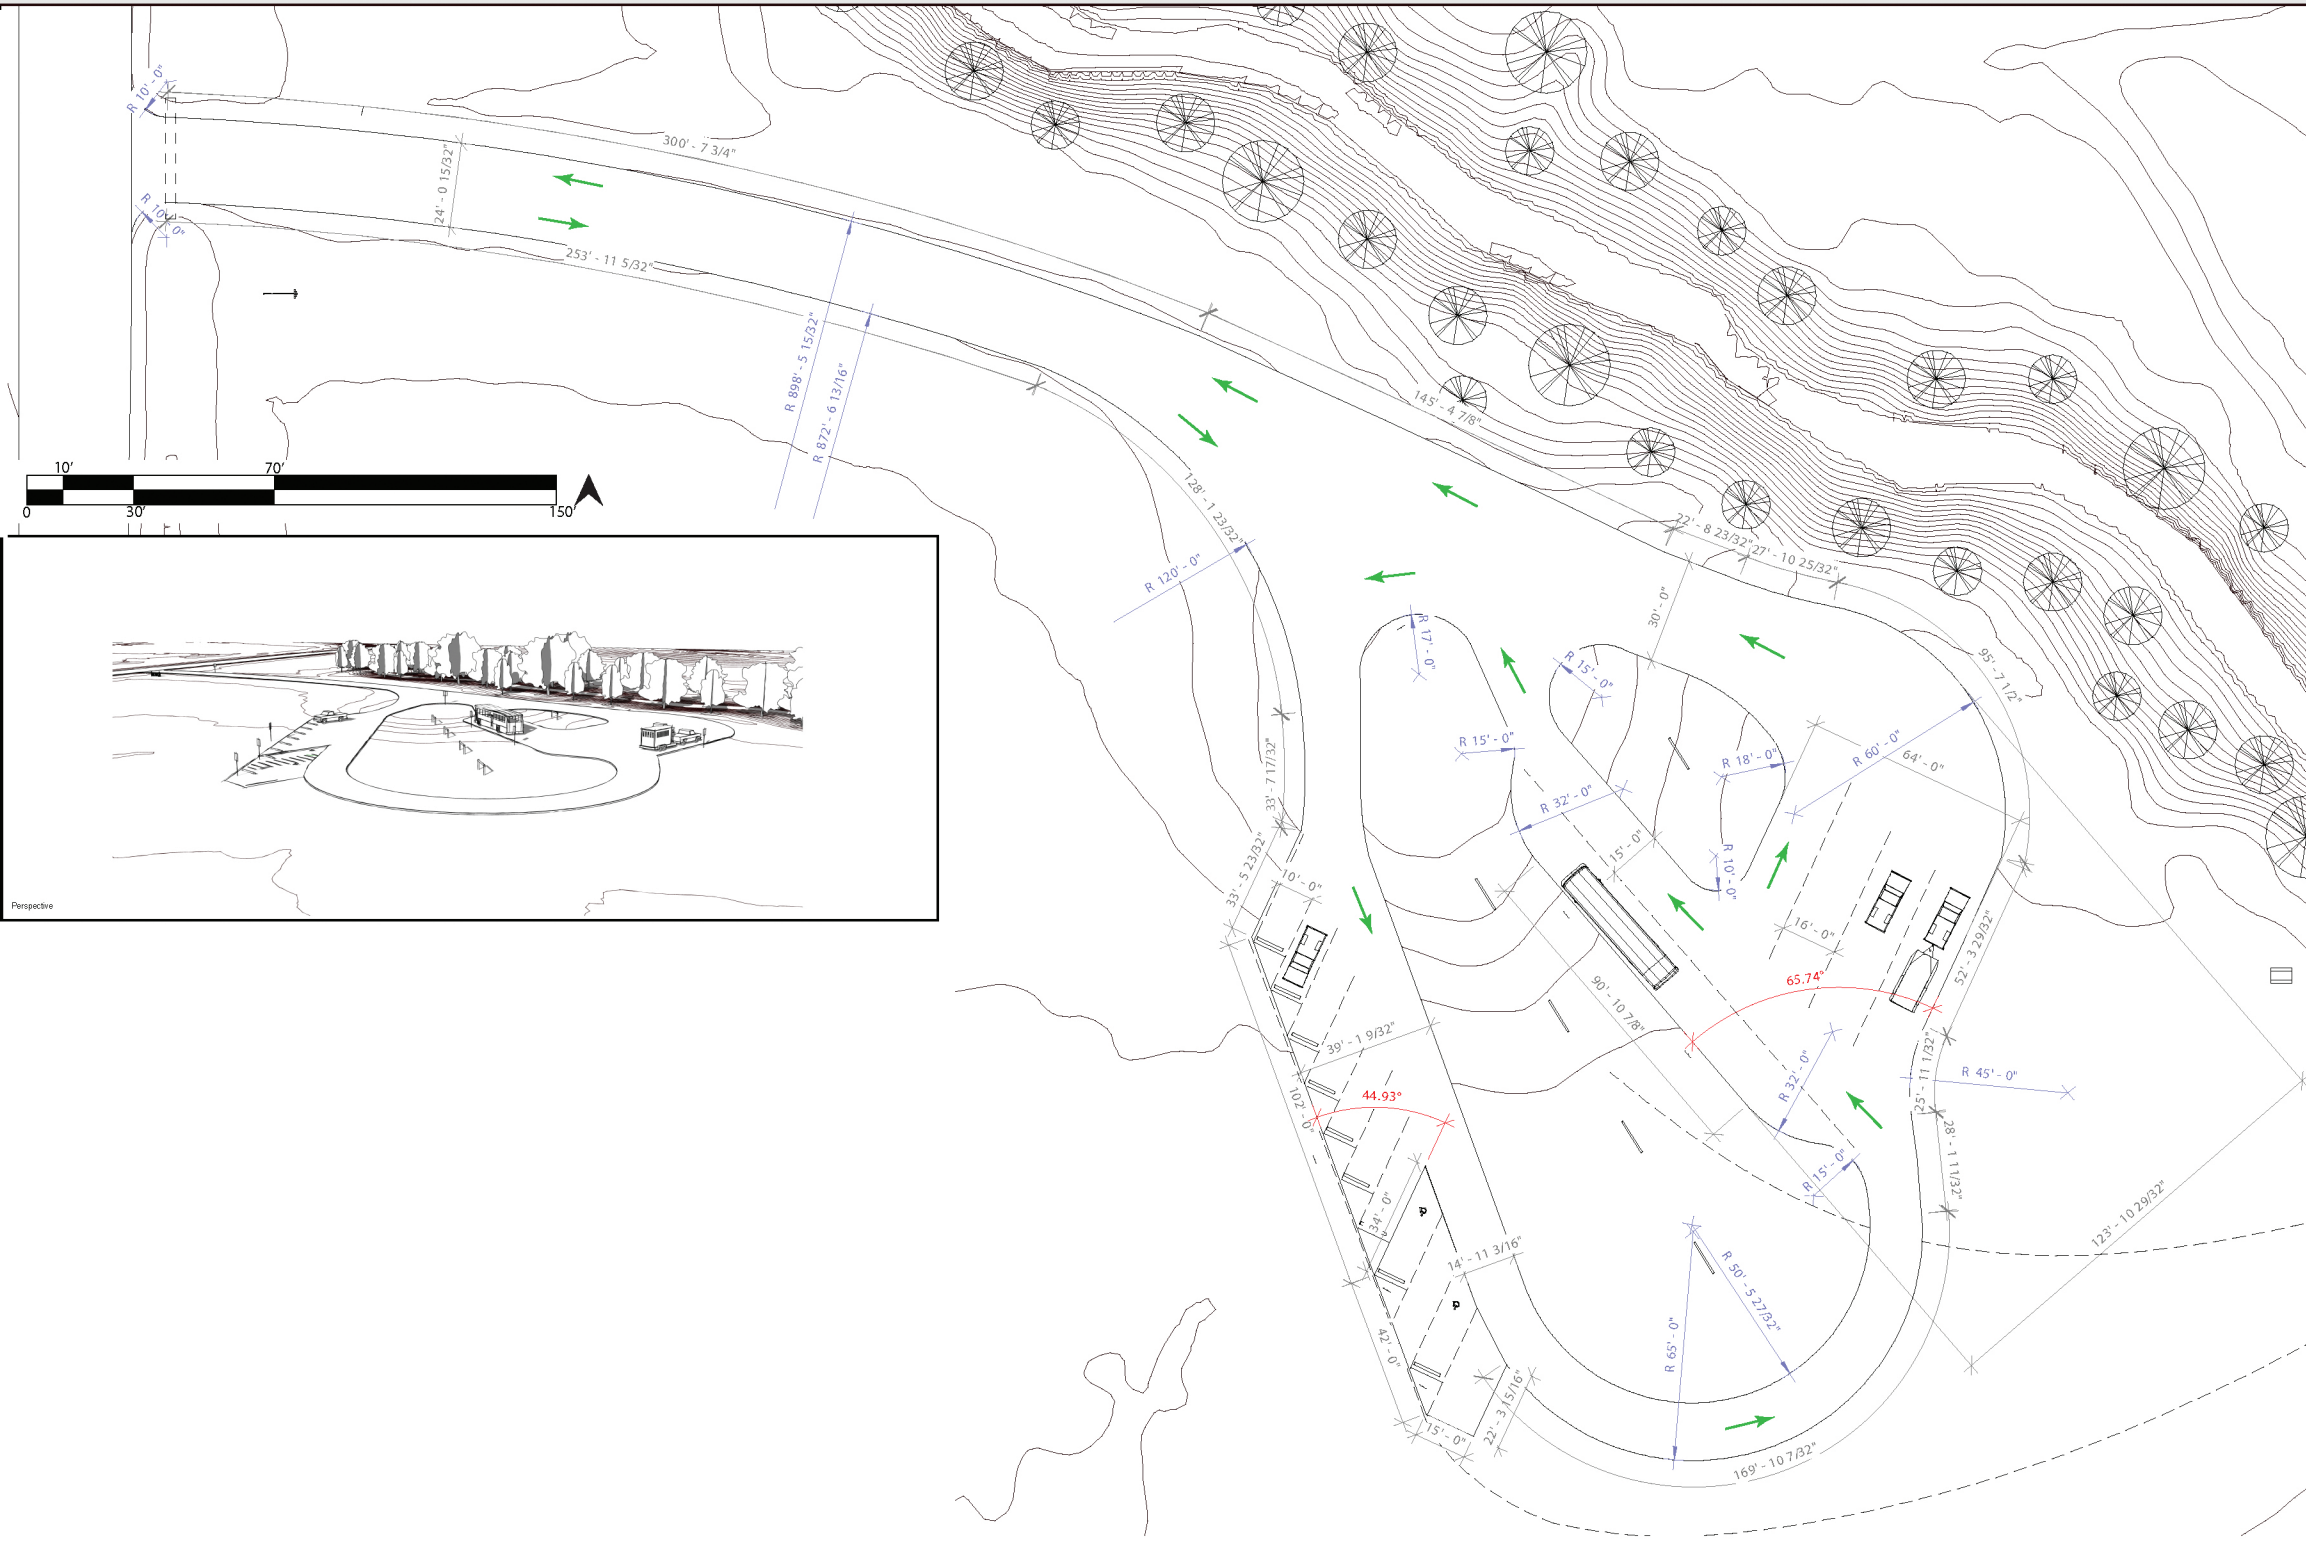 R 10' - 0"
300' - 7 3/4"
24' - 0 15/32"
R 10' - 0"
253' - 11 5/32"
R 898' - 5 15/32"
R 872' - 6 13/16"
145' - 4 7/8"
10'
70'
0
30'
150'
128' - 1 23/32"
22' - 8 23/32"
27' - 10 25/32"
R 120' - 0"
30' - 0"
R 17' - 0"
R 15' - 0"
95' - 7 1/2"
R 15' - 0"
R 18' - 0"
R 60' - 0"
64' - 0"
33' - 7 17/32"
R 32' - 0"
15' - 0"
R 10' - 0"
33' - 5 23/32"
10' - 0"
16' - 0"
52' - 3 29/32"
65.74°
90' - 10 7/8"
39' - 1 9/32"
44.93°
102' - 0"
R 32' - 0"
25' - 11 1/32"
R 45' - 0"
28' - 1 11/32"
R 15' - 0"
34' - 0"
123' - 10 29/32"
14' - 11 3/16"
R 50' - 5 27/32"
R 65' - 0"
42' - 0"
22' - 3 15/16"
15' - 0"
169' - 10 7/32"
Perspective